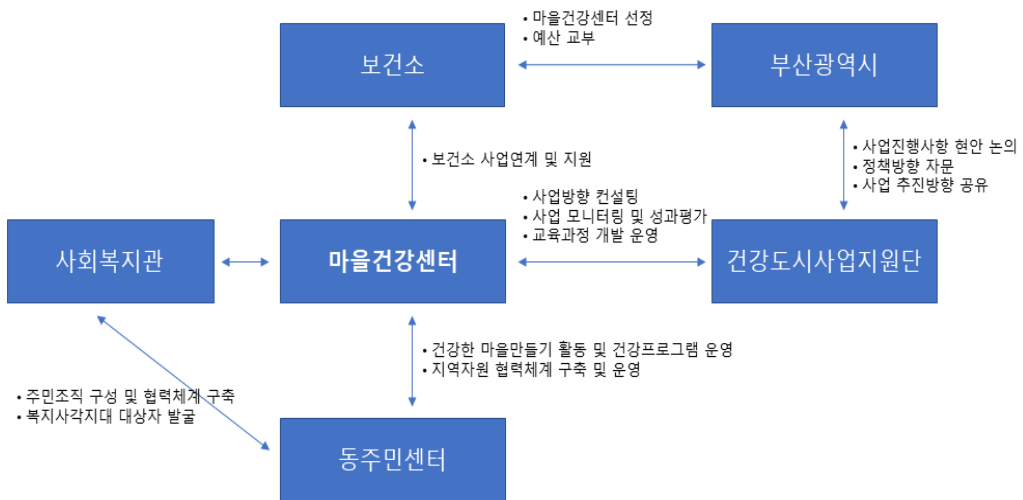 • 마을건강센터 선정
• 예산 교부
보건소
부산광역시
• 보건소 사업연계 및 지원
• 사업진행사항 현안 논의
• 정책방향 자문
• 사업 추진방향 공유
• 사업방향 컨설팅
• 사업 모니터링 및 성과평가
• 교육과정 개발 운영
사회복지관
마을건강센터
건강도시사업지원단
• 건강한 마을만들기 활동 및 건강프로그램 운영
• 지역자원 협력체계 구축 및 운영
• 주민조직 구성 및 협력체계 구축
• 복지사각지대 대상자 발굴
동주민센터